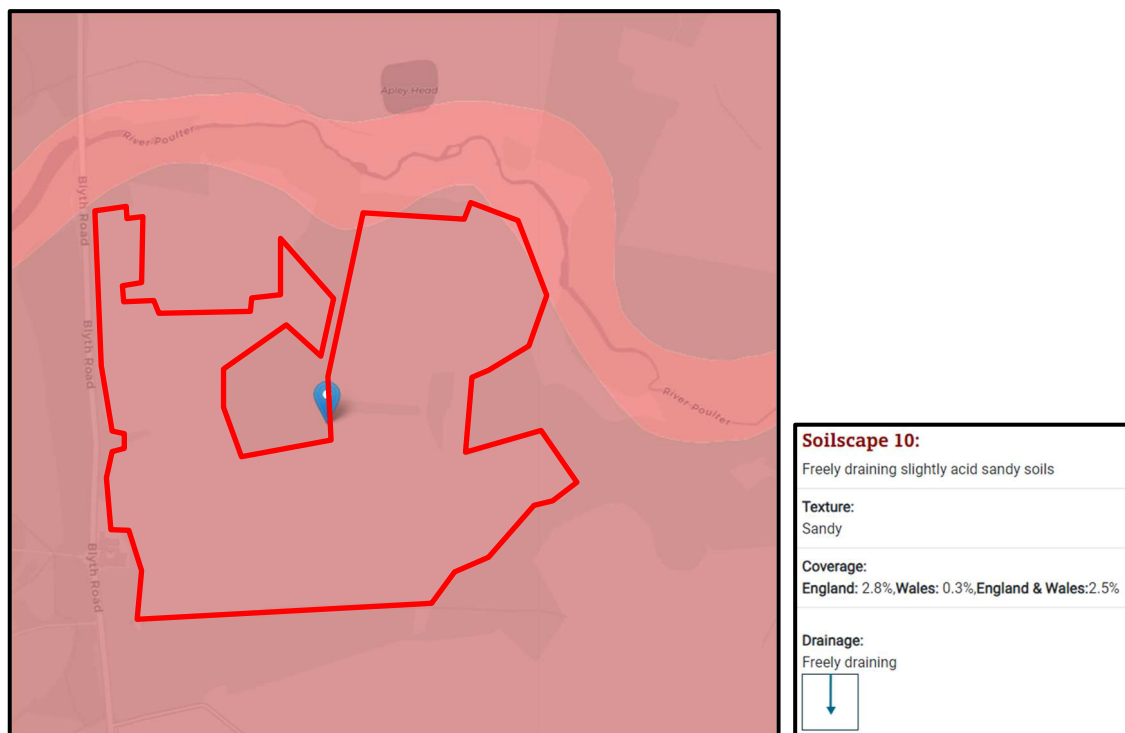 Apley Head
River Poulter
Blyth Road
Blyth Road
River Poulter
Blyth Road
Soilscape 10:
Freely draining slightly acid sandy soils
Texture:
Sandy
Coverage:
England: 2.8%,Wales: 0.3%,England & Wales:2.5%
Drainage:
Freely draining